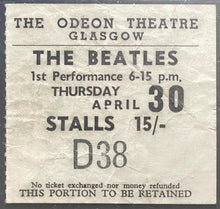 THE ODEON THEATRE
GLASGOW
THE BEATLES
1st Performance 6-15 p.m.
THURSDAY
APRIL 30
STALLS 15/-
D38
No ticket exchanged nor money refunded
THIS PORTION TO BE RETAINED